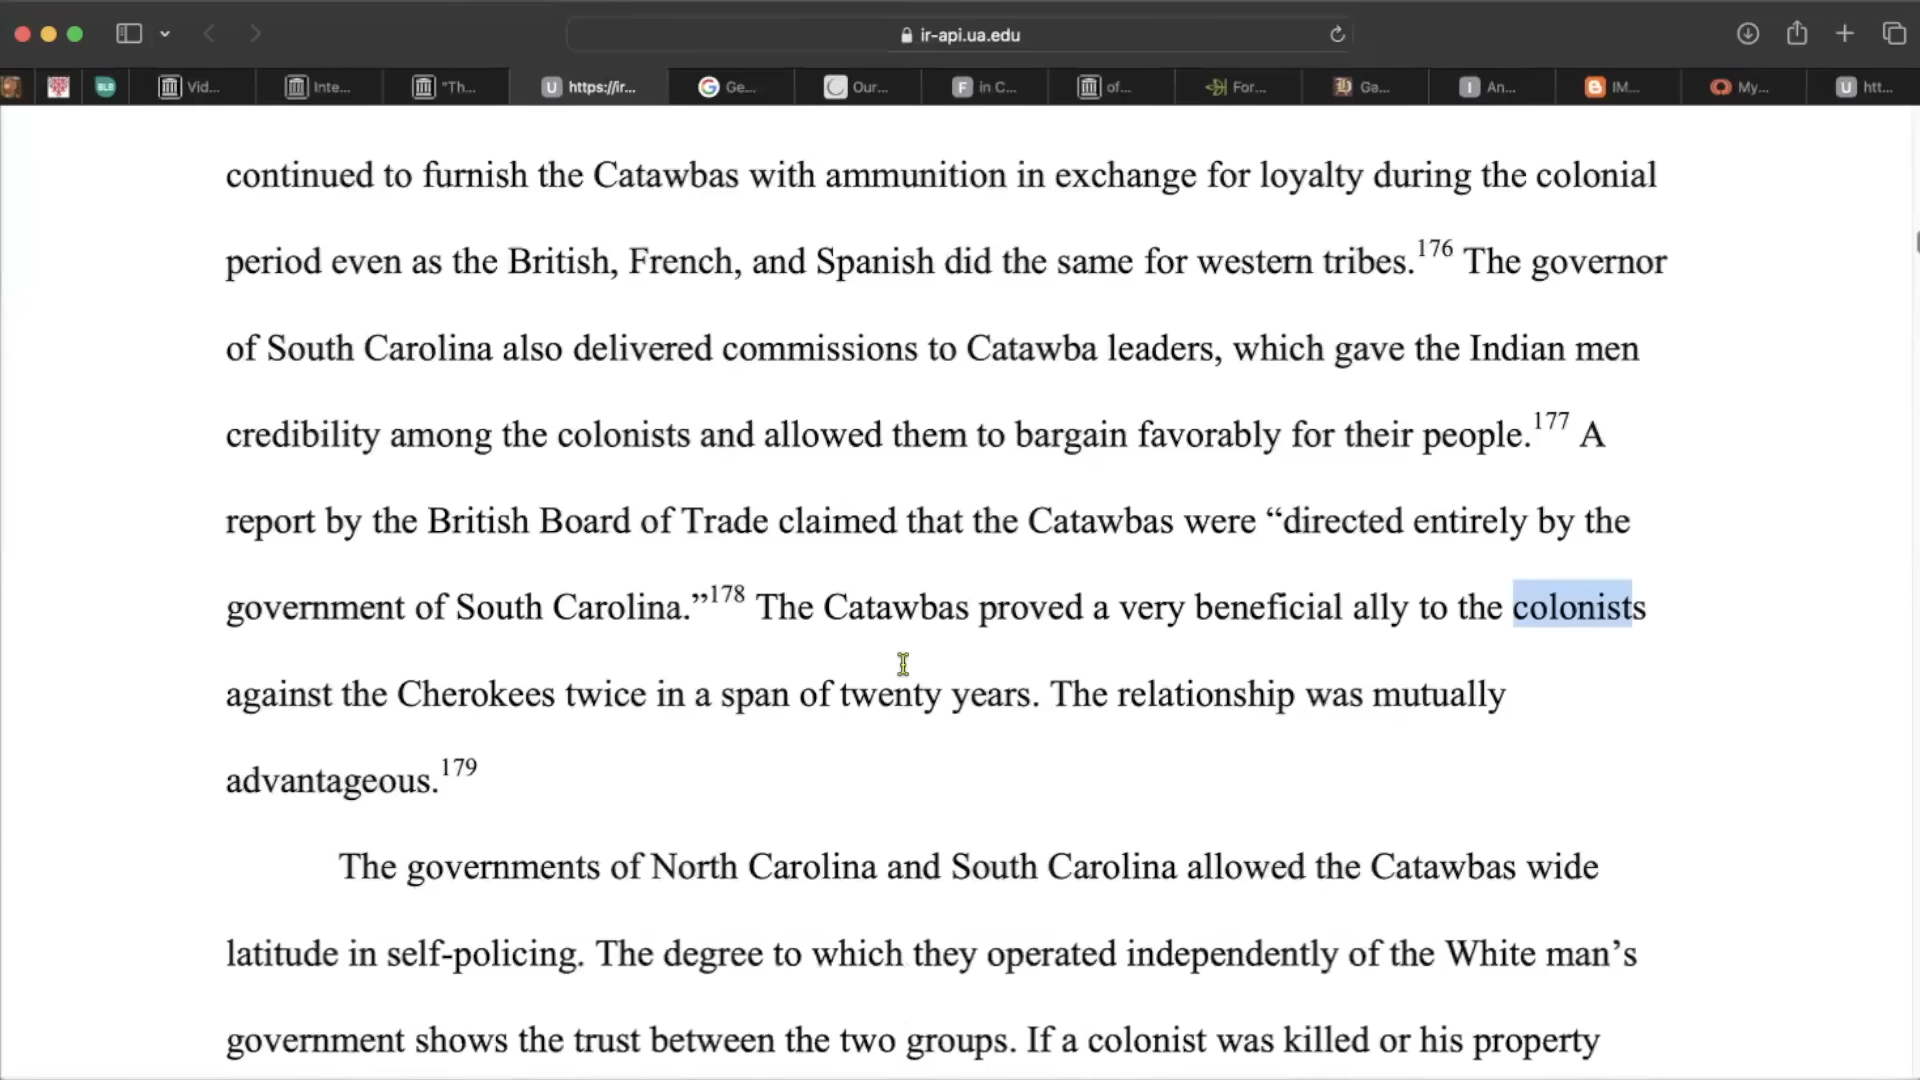 ir-api.ua.edu
BLB Vid... Inte... "Th... U https://ir... Ge... Our... F in C... of... For... Ga... I An... IM... My... U htt...
continued to furnish the Catawbas with ammunition in exchange for loyalty during the colonial
period even as the British, French, and Spanish did the same for western tribes.176 The governor
of South Carolina also delivered commissions to Catawba leaders, which gave the Indian men
credibility among the colonists and allowed them to bargain favorably for their people.177 A
report by the British Board of Trade claimed that the Catawbas were “directed entirely by the
government of South Carolina.”178 The Catawbas proved a very beneficial ally to the colonists
against the Cherokees twice in a span of twenty years. The relationship was mutually
advantageous.179
The governments of North Carolina and South Carolina allowed the Catawbas wide
latitude in self-policing. The degree to which they operated independently of the White man’s
government shows the trust between the two groups. If a colonist was killed or his property